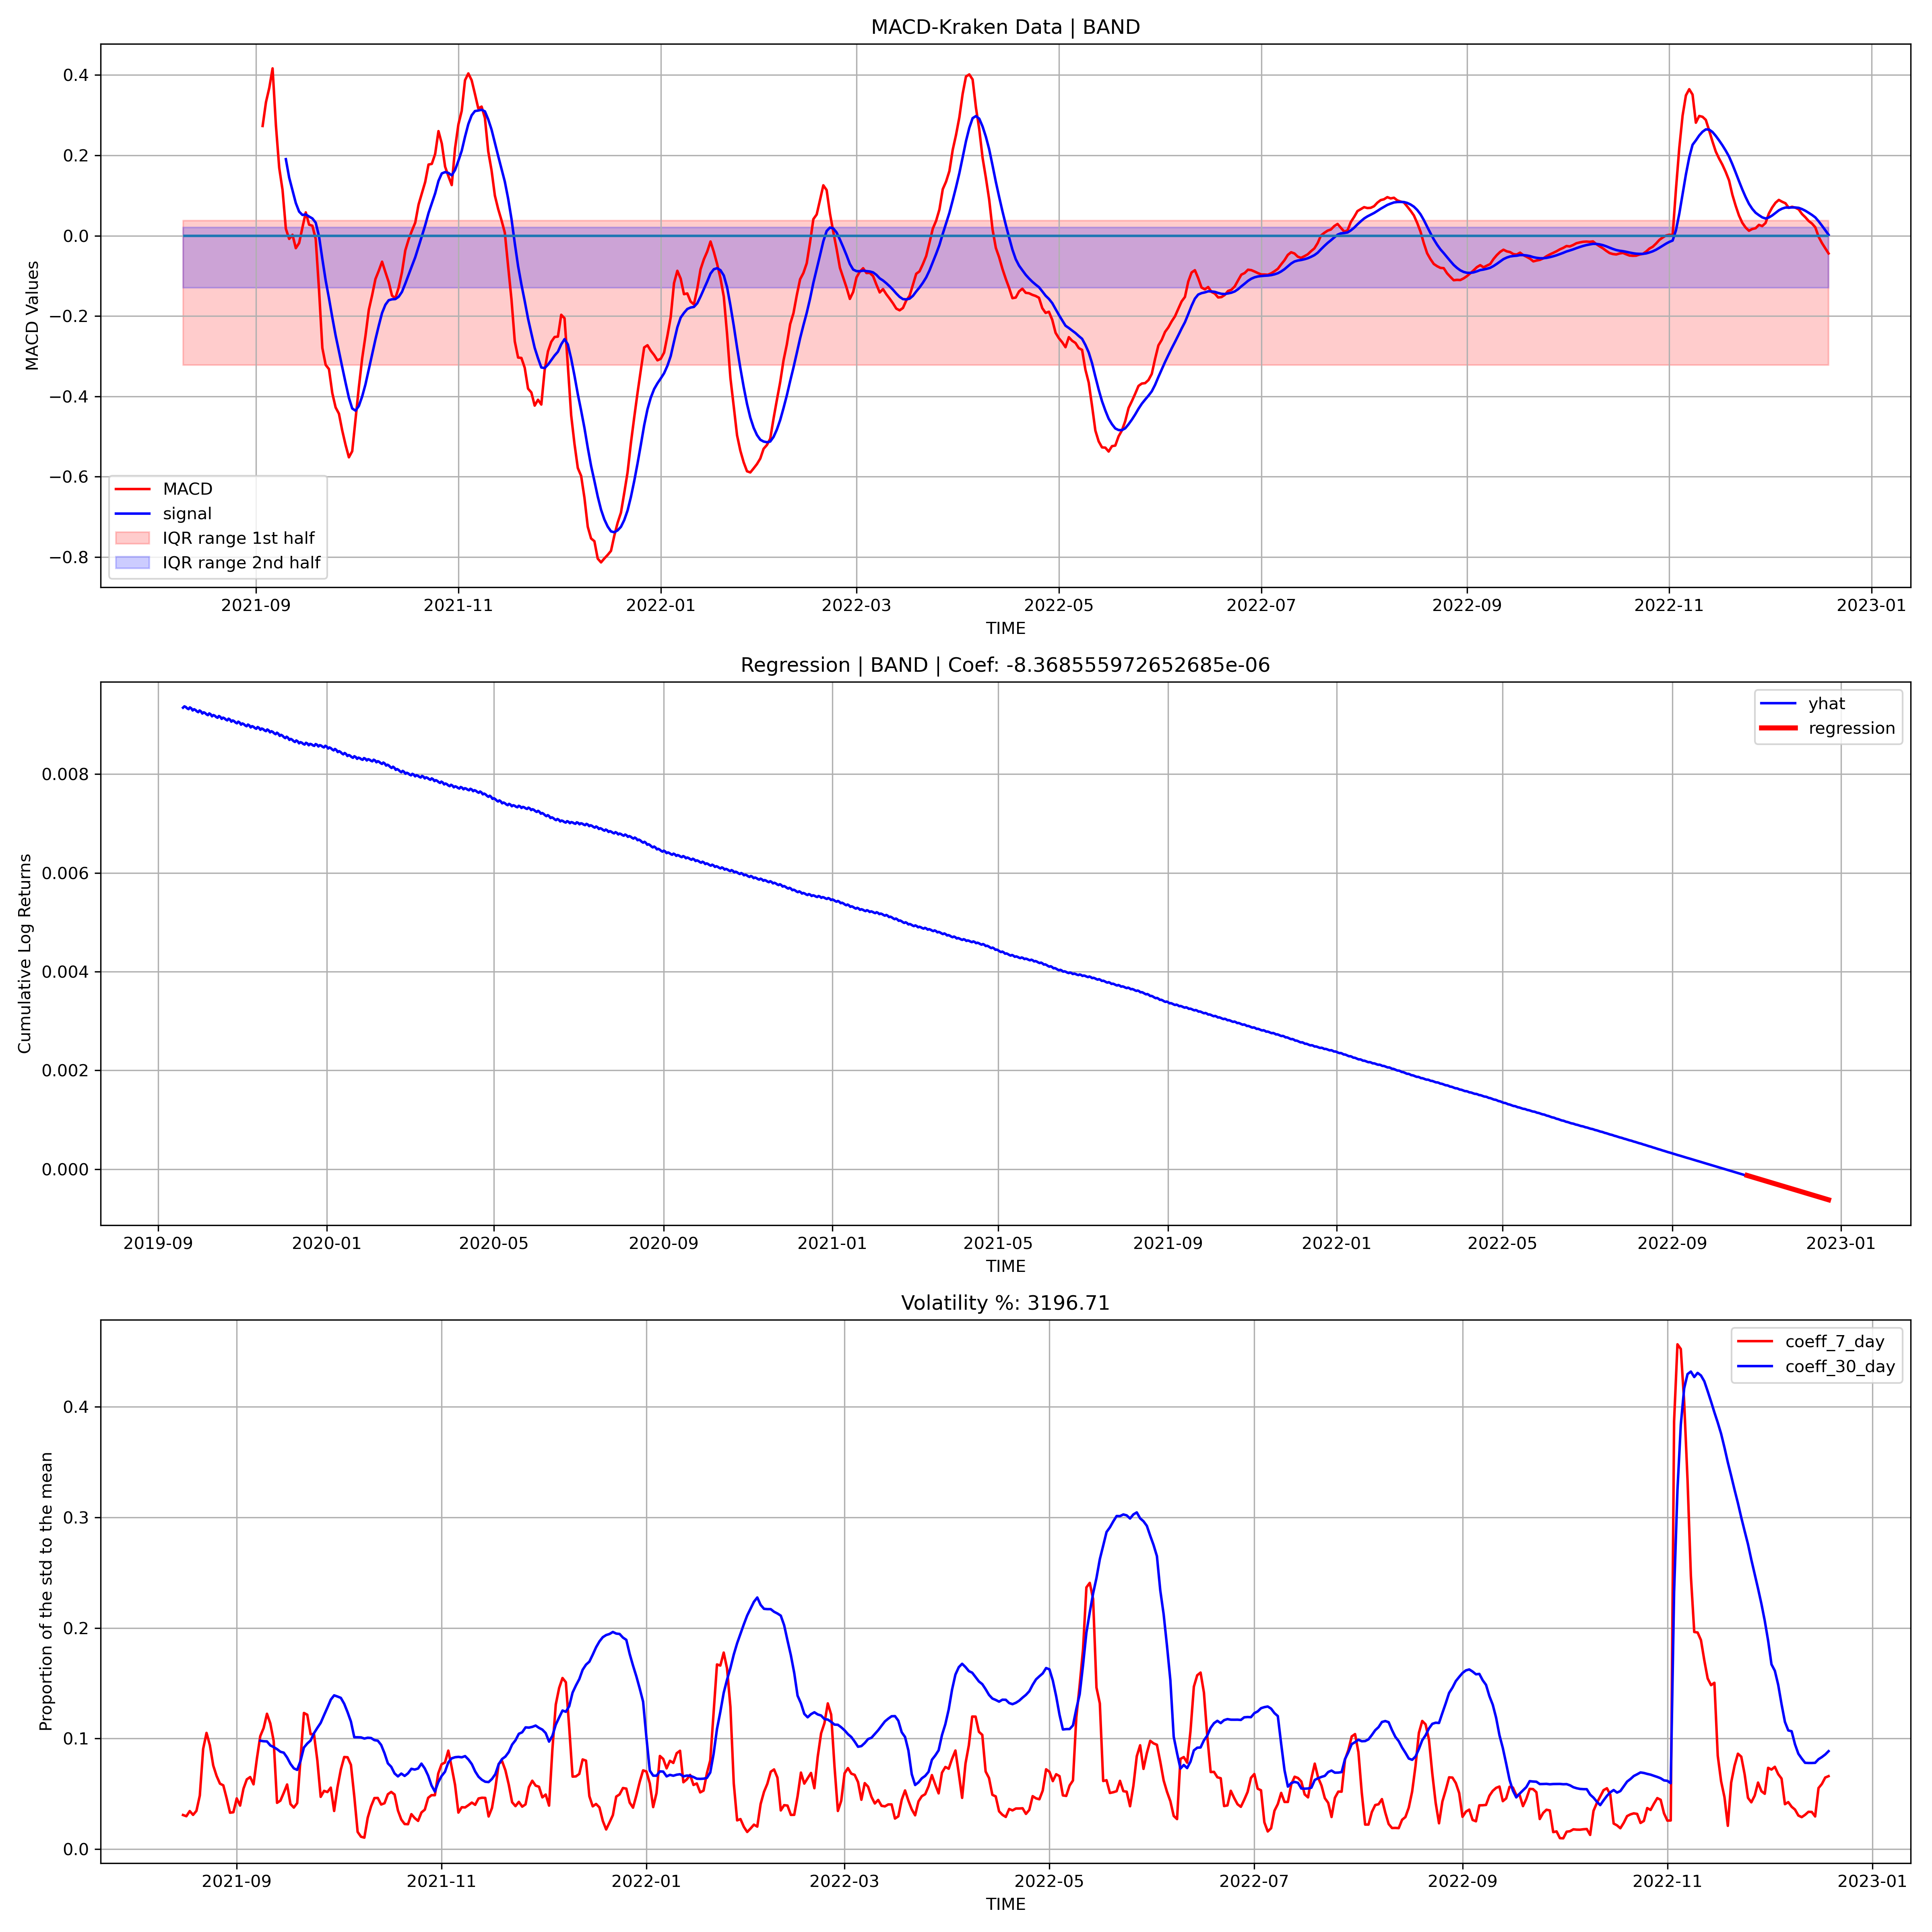 MACD-Kraken Data | BAND
MACD Values
0.4
0.2
0.0
−0.2
−0.4
−0.6
−0.8
MACD
signal
IQR range 1st half
IQR range 2nd half
2021-09 2021-11 2022-01 2022-03 2022-05 2022-07 2022-09 2022-11 2023-01
TIME
Regression | BAND | Coef: -8.368555972652685e-06
Cumulative Log Returns
yhat
regression
0.008
0.006
0.004
0.002
0.000
2019-09 2020-01 2020-05 2020-09 2021-01 2021-05 2021-09 2022-01 2022-05 2022-09 2023-01
TIME
Volatility %: 3196.71
Proportion of the std to the mean
coeff_7_day
coeff_30_day
0.4
0.3
0.2
0.1
0.0
2021-09 2021-11 2022-01 2022-03 2022-05 2022-07 2022-09 2022-11 2023-01
TIME